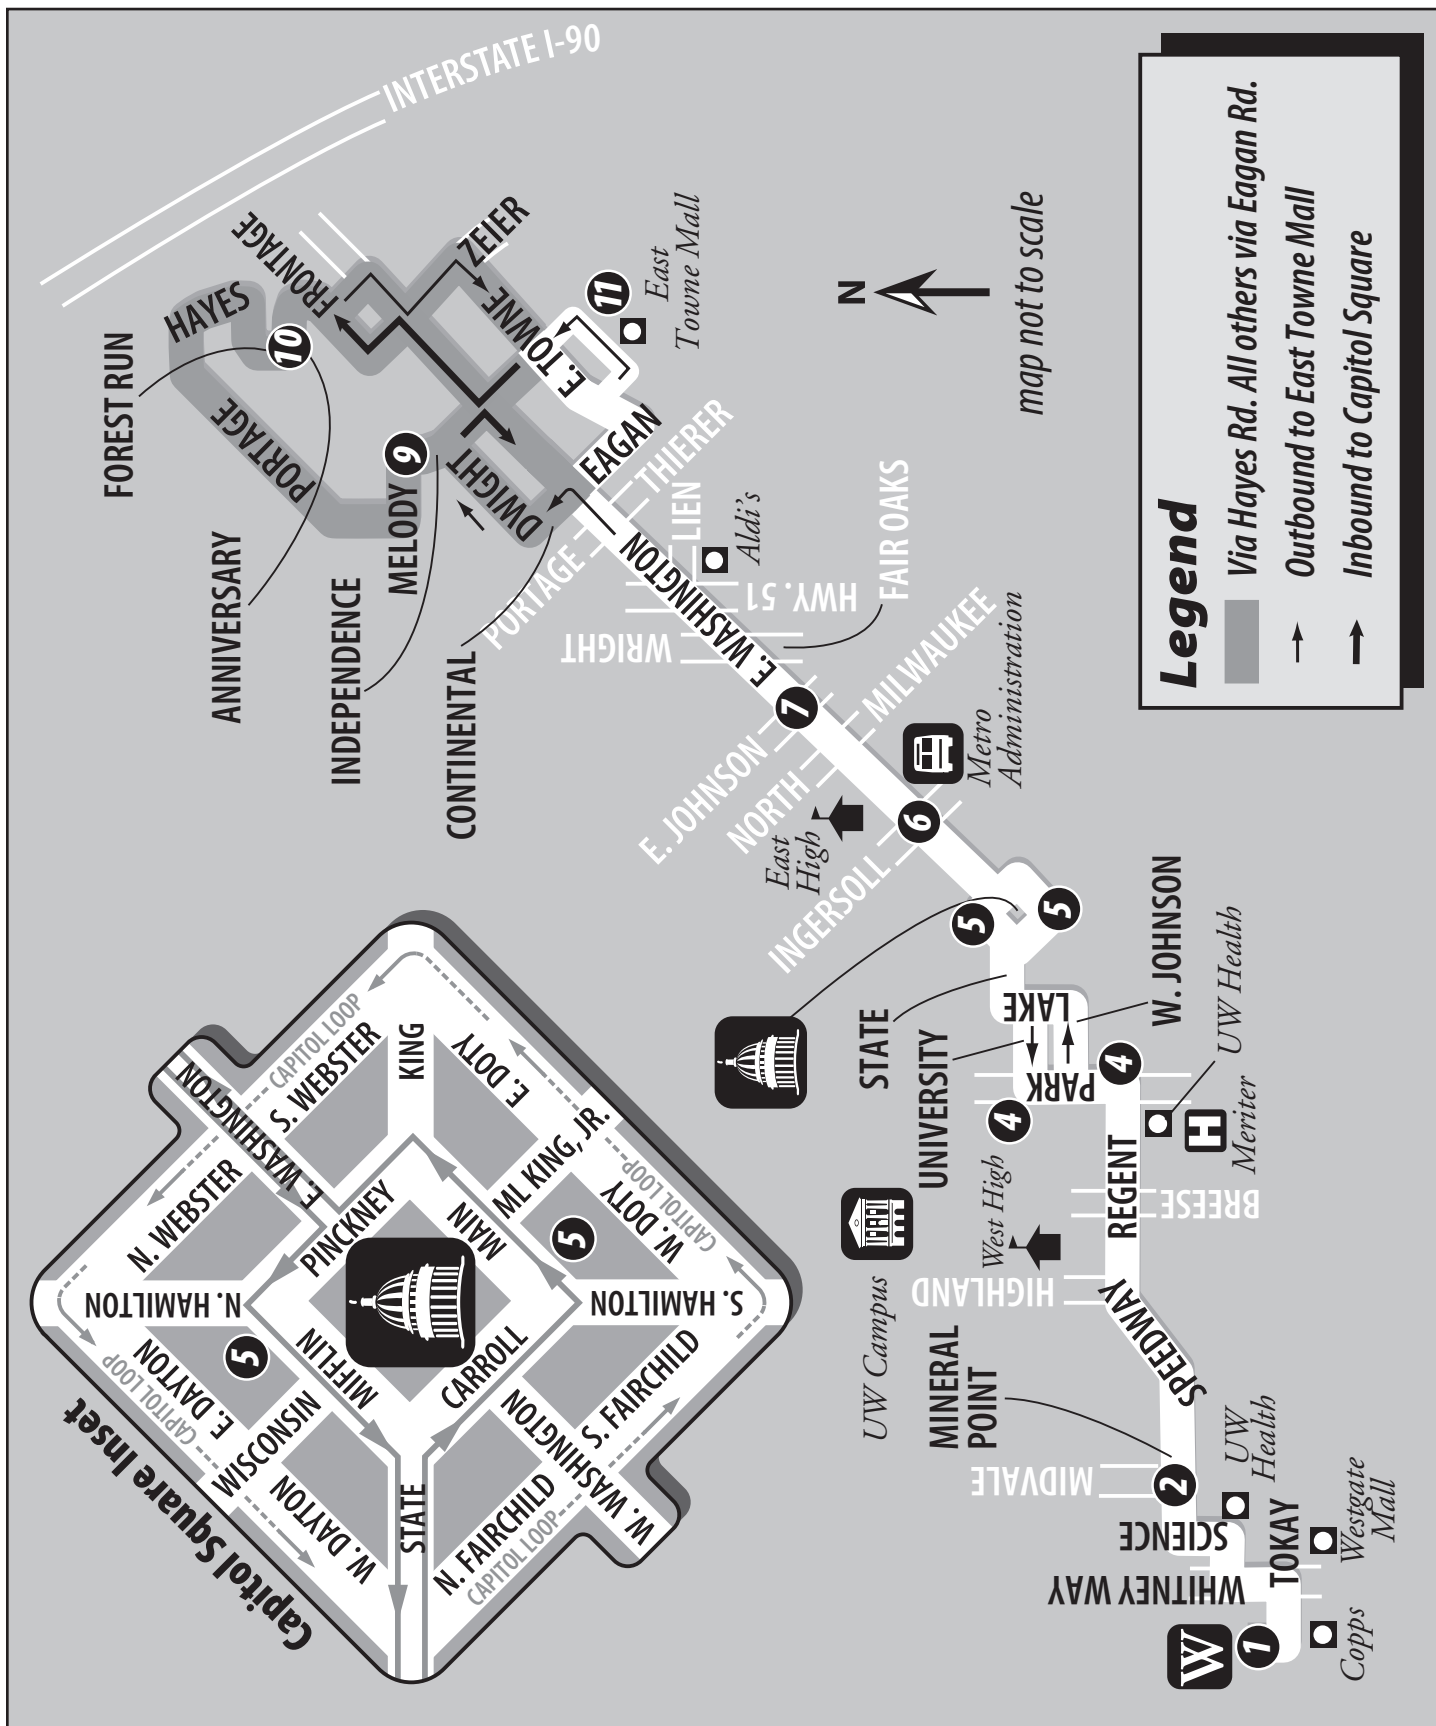 Capitol Square Inset
CAPITOL LOOP
E. WASHINGTON
N. WEBSTER
S. WEBSTER
CAPITOL LOOP
N. HAMILTON
PINCKNEY
KING
E. DAYTON
5
MIFFLIN
MAIN
E. DOTY
WISCONSIN
CARROLL
5
ML KING, JR.
W. DAYTON
STATE
W. DOTY
CAPITOL LOOP
S. HAMILTON
N. FAIRCHILD
CAPITOL LOOP
W. WASHINGTON
S. FAIRCHILD
INTERSTATE I-90
FOREST RUN
HAYES
FRONTAGE
10
PORTAGE
ANNIVERSARY
ZEIER
MELODY
9
INDEPENDENCE
DWIGHT
E. TOWNE
11
East
Towne Mall
CONTINENTAL
EAGAN
PORTAGE
THIERER
LIEN
Aldi's
HWY. 51
WRIGHT
FAIR OAKS
E. WASHINGTON
7
E. JOHNSON
NORTH
MILWAUKEE
East
High
Metro
Administration
6
INGERSOLL
5
5
STATE
LAKE
W. JOHNSON
UNIVERSITY
PARK
4
4
UW Health
H
Meriter
UW Campus
West High
REGENT
BREESE
HIGHLAND
SPEEDWAY
MINERAL
POINT
MIDVALE
2
UW
Health
SCIENCE
WHITNEY WAY
TOKAY
Westgate
Mall
W
1
Copps
N
map not to scale
Legend
Via Hayes Rd. All others via Eagan Rd.
Outbound to East Towne Mall
Inbound to Capitol Square